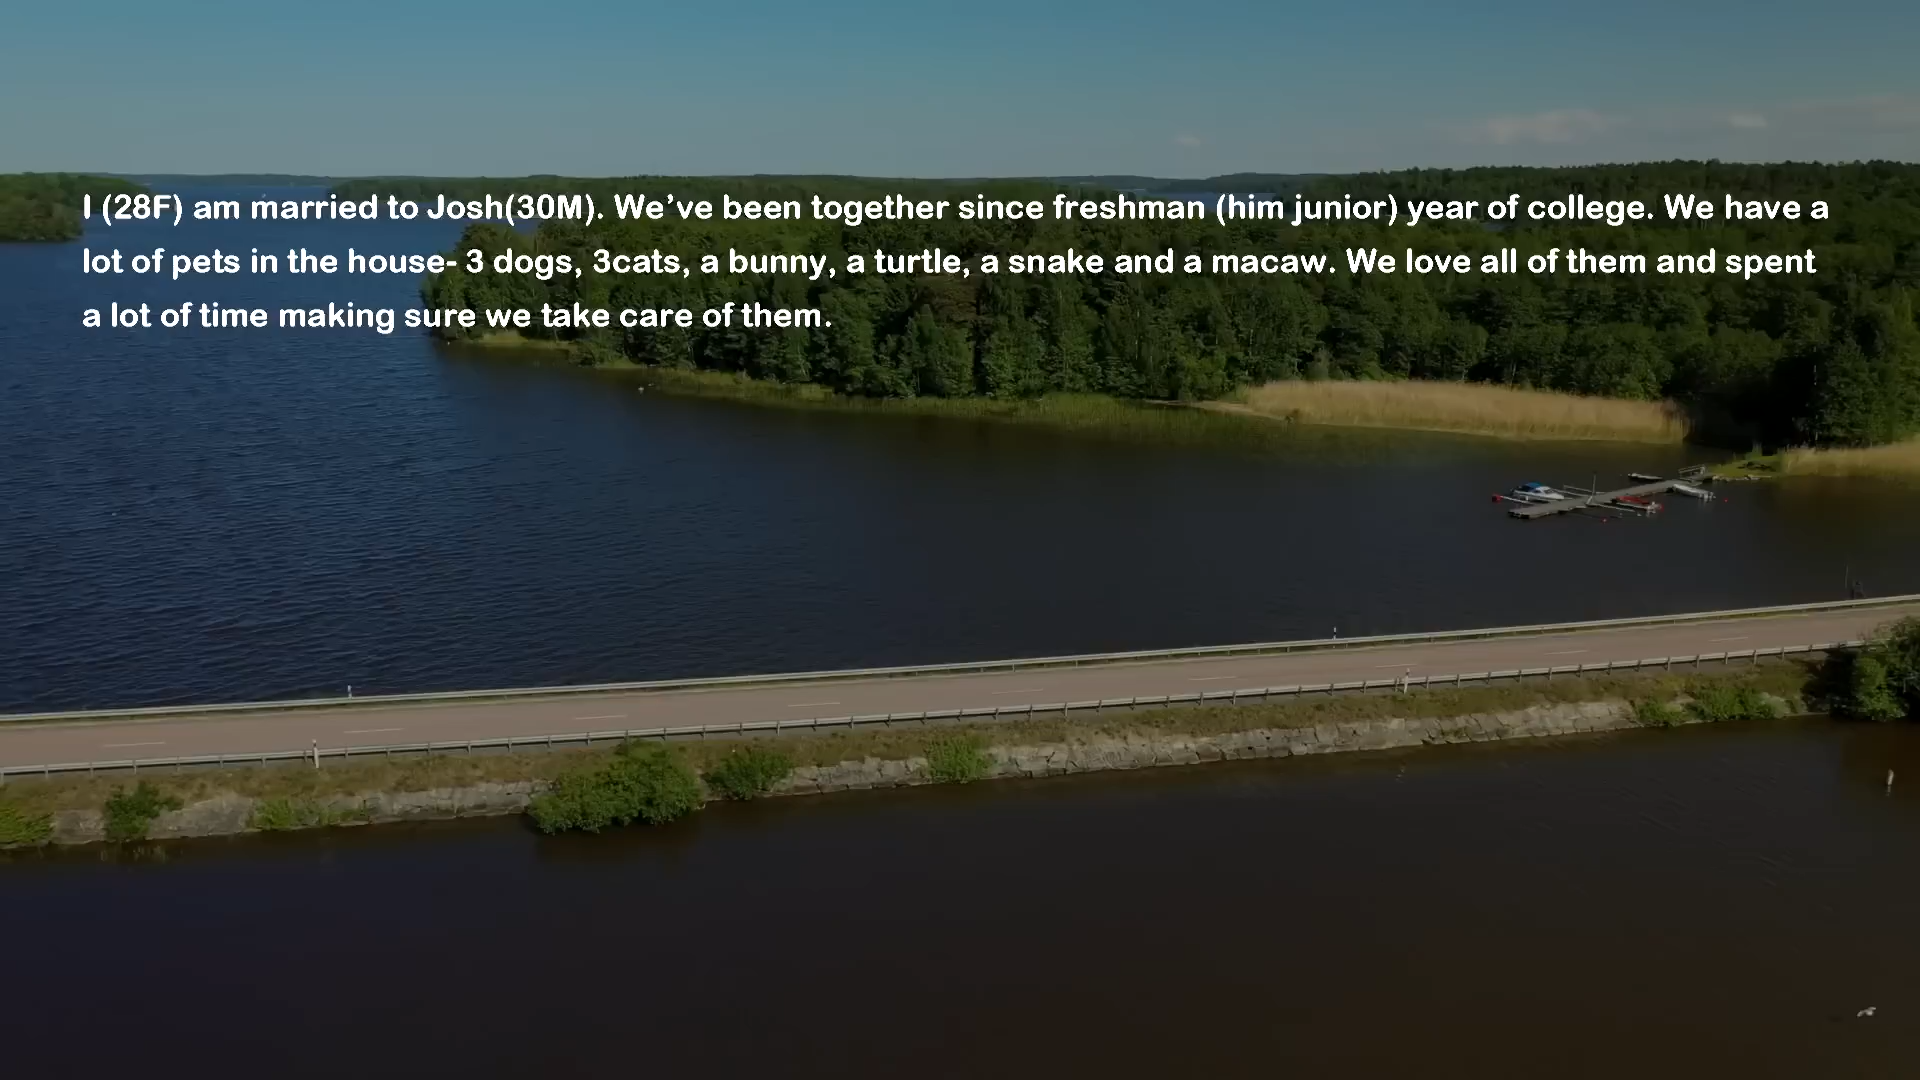 I (28F) am married to Josh(30M). We’ve been together since freshman (him junior) year of college. We have a
lot of pets in the house- 3 dogs, 3cats, a bunny, a turtle, a snake and a macaw. We love all of them and spent
a lot of time making sure we take care of them.